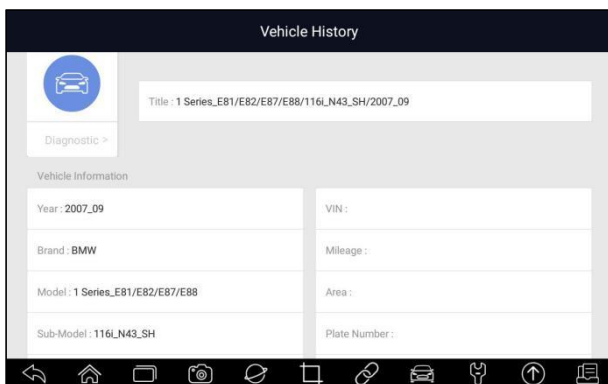 Vehicle History
Title : 1 Series_E81/E82/E87/E88/116i_N43_SH/2007_09
Diagnostic >
Vehicle Information
Year : 2007_09
VIN :
Brand : BMW
Mileage :
Model : 1 Series_E81/E82/E87/E88
Area :
Sub-Model : 116i_N43_SH
Plate Number :